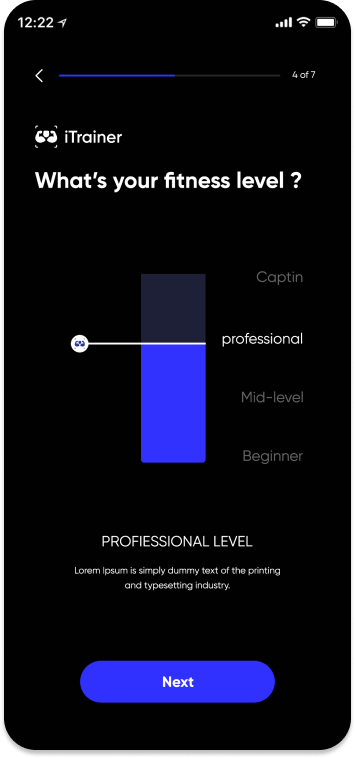 12:22
4 of 7
iTrainer
What's your fitness level ?
Captin
professional
Mid-level
Beginner
PROFIESSIONAL LEVEL
Lorem Ipsum is simply dummy text of the printing
and typesetting industry.
Next